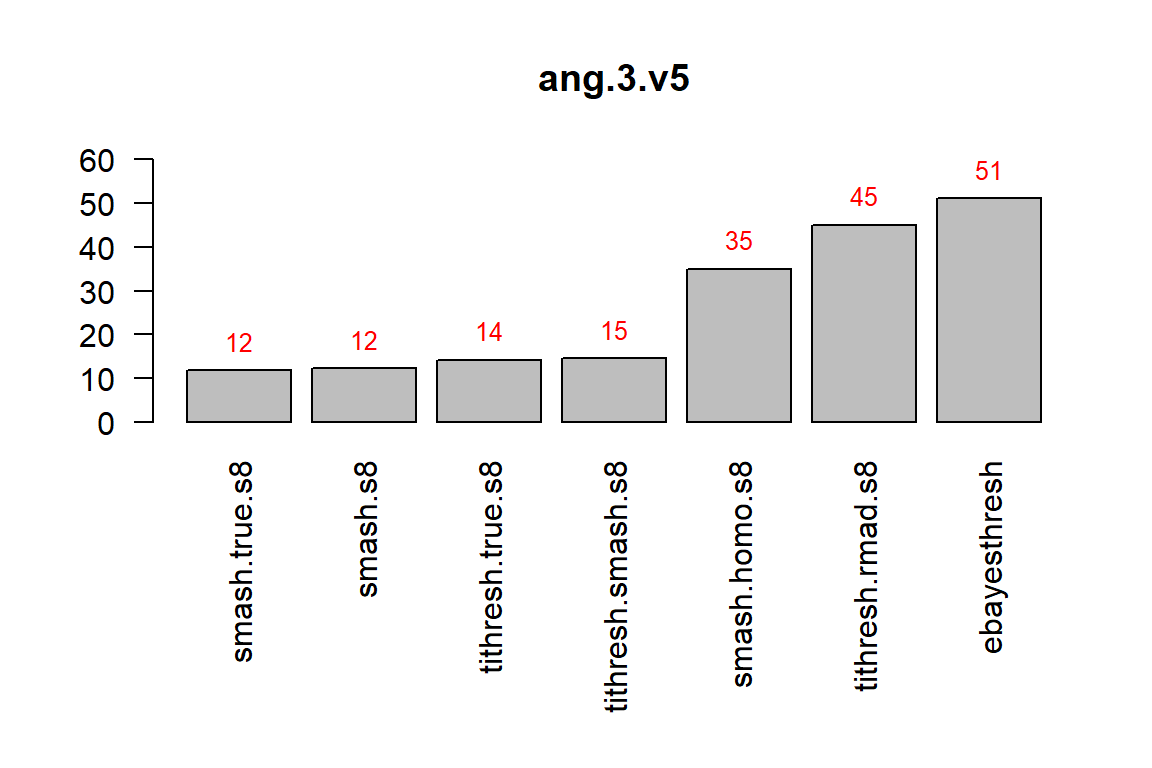 ang.3.v5
60
50
40
30
20
10
0
12
12
14
15
35
45
51
smash.true.s8
smash.s8
tithresh.true.s8
tithresh.smash.s8
smash.homo.s8
tithresh.rmad.s8
ebayesthresh